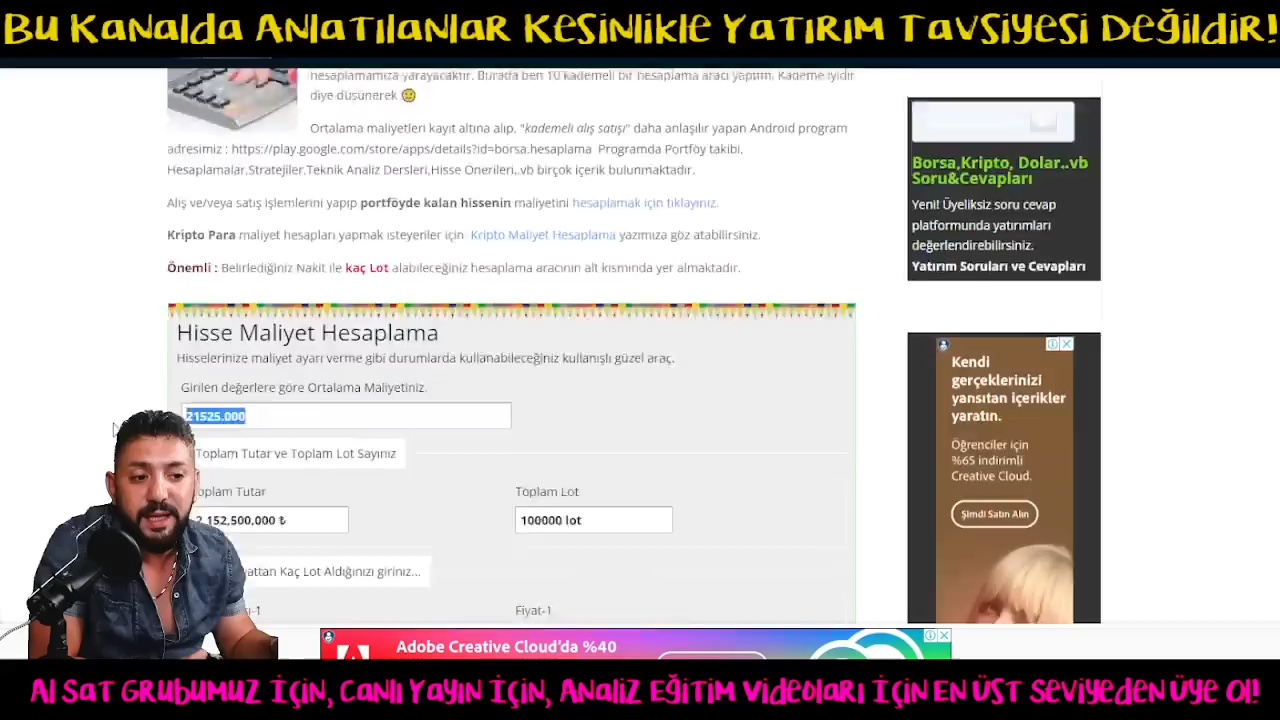 Bu Kanalda Anlatılanlar Kesinlikle Yatırım Tavsiyesi Değildir!
hesaplamamıza yarayacaktır. Burada ben 10 kademeli bir hesaplama aracı yaptım. Kademe iyidir
diye düşünerek 🙂
Ortalama maliyetleri kayıt altına alıp, "kademeli alış satışı" daha anlaşılır yapan Android program
adresimiz : https://play.google.com/store/apps/details?id=borsa.hesaplama Programda Portföy takibi,
Hesaplamalar,Stratejiler,Teknik Analiz Dersleri,Hisse Önerileri..vb birçok içerik bulunmaktadır.
Alış ve/veya satış işlemlerini yapıp portföyde kalan hissenin maliyetini hesaplamak için tıklayınız.
Kripto Para maliyet hesapları yapmak isteyeriler için Kripto Maliyet Hesaplama yazımıza göz atabilirsiniz.
Önemli : Belirlediğiniz Nakit ile kaç Lot alabileceğiniz hesaplama aracının alt kısmında yer almaktadır.
Hisse Maliyet Hesaplama
Hisselerinize maliyet ayarı verme gibi durumlarda kullanabileceğiniz kullanışlı güzel araç.
Girilen değerlere göre Ortalama Maliyetiniz.
21525.000
Toplam Tutar ve Toplam Lot Sayınız
Toplam Tutar
Toplam Lot
2,152,500,000 ₺
100000 lot
Kaç Lot Aldığınızı giriniz...
Fiyat-1
Borsa,Kripto, Dolar..vb
Soru&Cevapları
Yeni! Üyeliksiz soru cevap
platformunda yatırımları
değerlendirebilirsiniz.
Yatırım Soruları ve Cevapları
Kendi
gerçeklerinizi
yansıtan içerikler
yaratın.
Öğrenciler için
%65 indirimli
Creative Cloud.
Şimdi Satın Alın
Adobe Creative Cloud'da %40
Al Sat Grubumuz İçin, Canlı Yayın İçin, Analiz Eğitim Videoları İçin En Üst Seviyeden Üye Ol!